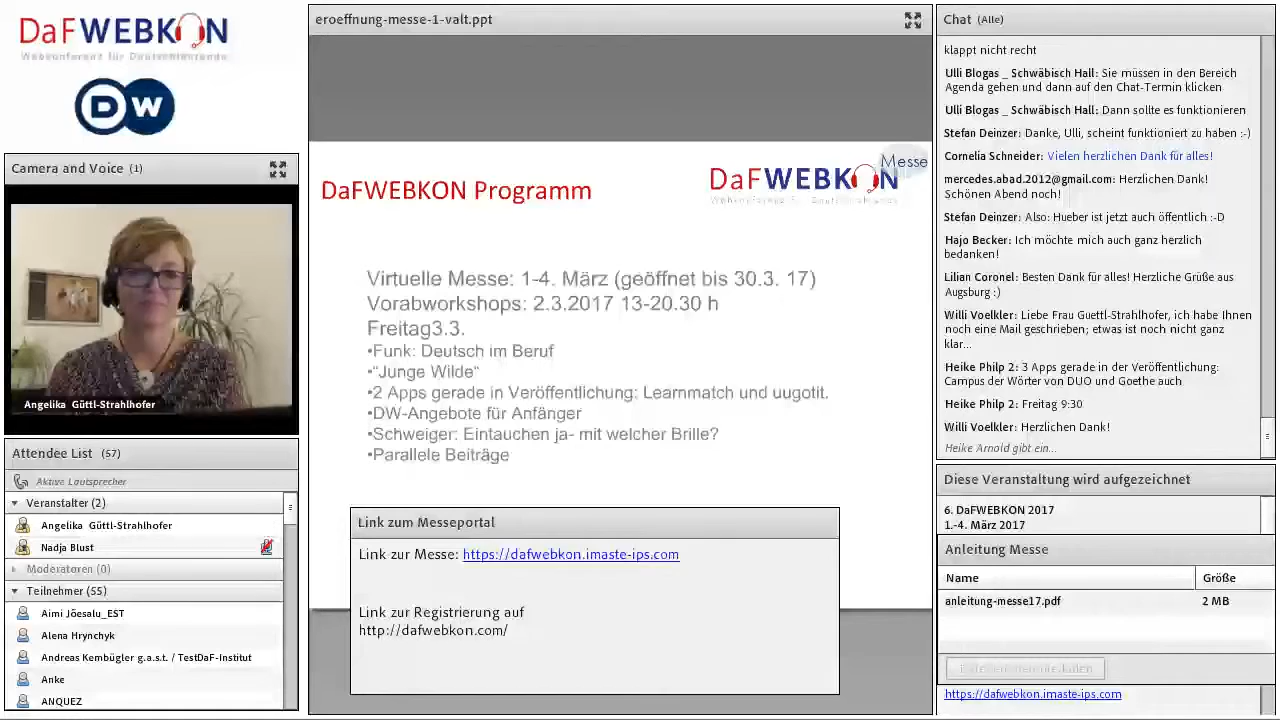 DaFWEBKON
Webkonferenz für Deutschlernende
DW
Camera and Voice (1)
Angelika Güttl-Strahlhofer
Attendee List (57)
Aktive Lautsprecher
Veranstalter (2)
Angelika Güttl-Strahlhofer
Nadja Blust
Moderatoren (0)
Teilnehmer (55)
Aimi Jõesalu_EST
Alena Hrynchyk
Andreas Kembügler g.a.s.t. / TestDaF-Institut
Anke
ANQUEZ
eroeffnung-messe-1-valt.ppt
DaFWEBKON Programm
DaFWEBKON
Messe
Virtuelle Messe: 1-4. März (geöffnet bis 30.3. 17)
Vorabworkshops: 2.3.2017 13-20.30 h
Freitag3.3.
•Funk: Deutsch im Beruf
•"Junge Wilde"
•2 Apps gerade in Veröffentlichung: Learnmatch und uugotit.
•DW-Angebote für Anfänger
•Schweiger: Eintauchen ja- mit welcher Brille?
•Parallele Beiträge
Link zum Messeportal
Link zur Messe: https://dafwebkon.imaste-ips.com
Link zur Registrierung auf
http://dafwebkon.com/
Chat (Alle)
klappt nicht recht
Ulli Blogas _ Schwäbisch Hall: Sie müssen in den Bereich
Agenda gehen und dann auf den Chat-Termin klicken
Ulli Blogas _ Schwäbisch Hall: Dann sollte es funktionieren
Stefan Deinzer: Danke, Ulli, scheint funktioniert zu haben :-)
Cornelia Schneider: Vielen herzlichen Dank für alles!
mercedes.abad.2012@gmail.com: Herzlichen Dank!
Schönen Abend noch!
Stefan Deinzer: Also: Hueber ist jetzt auch öffentlich :-D
Hajo Becker: Ich möchte mich auch ganz herzlich
bedanken!
Lilian Coronel: Besten Dank für alles! Herzliche Grüße aus
Augsburg :)
Willi Voelkler: Liebe Frau Guettl-Strahlhofer, ich habe Ihnen
noch eine Mail geschrieben; etwas ist noch nicht ganz
klar...
Heike Philp 2: 3 Apps gerade in der Veröffentlichung:
Campus der Wörter von DUO und Goethe auch
Heike Philp 2: Freitag 9:30
Willi Voelkler: Herzlichen Dank!
Heike Arnold gibt ein...
Diese Veranstaltung wird aufgezeichnet
6. DaFWEBKON 2017
1.-4. März 2017
Anleitung Messe
Name Größe
anleitung-messe17.pdf 2 MB
https://dafwebkon.imaste-ips.com